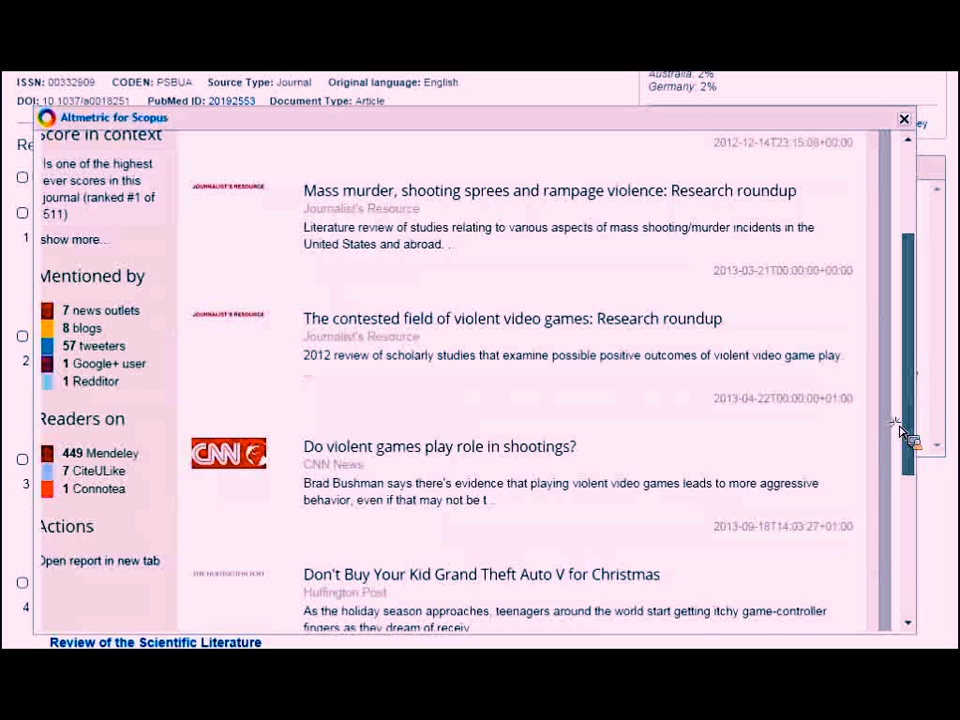 ISSN: 00332909 CODEN: PSBUA Source Type: Journal Original language: English
DOI: 10.1037/a0018251 PubMed ID: 20192553 Document Type: Article
Australia: 2%
Germany: 2%
Altmetric for Scopus
Re
ey
Score in context
Is one of the highest
ever scores in this
journal (ranked #1 of
511)
show more...
Mentioned by
7 news outlets
8 blogs
57 tweeters
1 Google+ user
1 Redditor
Readers on
449 Mendeley
7 CiteULike
1 Connotea
Actions
Open report in new tab
1
2
3
4
2012-12-14T23:15:08+00:00
JOURNALIST'S RESOURCE
Mass murder, shooting sprees and rampage violence: Research roundup
Journalist's Resource
Literature review of studies relating to various aspects of mass shooting/murder incidents in the
United States and abroad. ...
2013-03-21T00:00:00+00:00
JOURNALIST'S RESOURCE
The contested field of violent video games: Research roundup
Journalist's Resource
2012 review of scholarly studies that examine possible positive outcomes of violent video game play.
...
2013-04-22T00:00:00+01:00
CNN
Do violent games play role in shootings?
CNN News
Brad Bushman says there's evidence that playing violent video games leads to more aggressive
behavior, even if that may not be t...
2013-09-18T14:03:27+01:00
THE HUFFINGTON POST
Don't Buy Your Kid Grand Theft Auto V for Christmas
Huffington Post
As the holiday season approaches, teenagers around the world start getting itchy game-controller
fingers as they dream of receiv
Review of the Scientific Literature